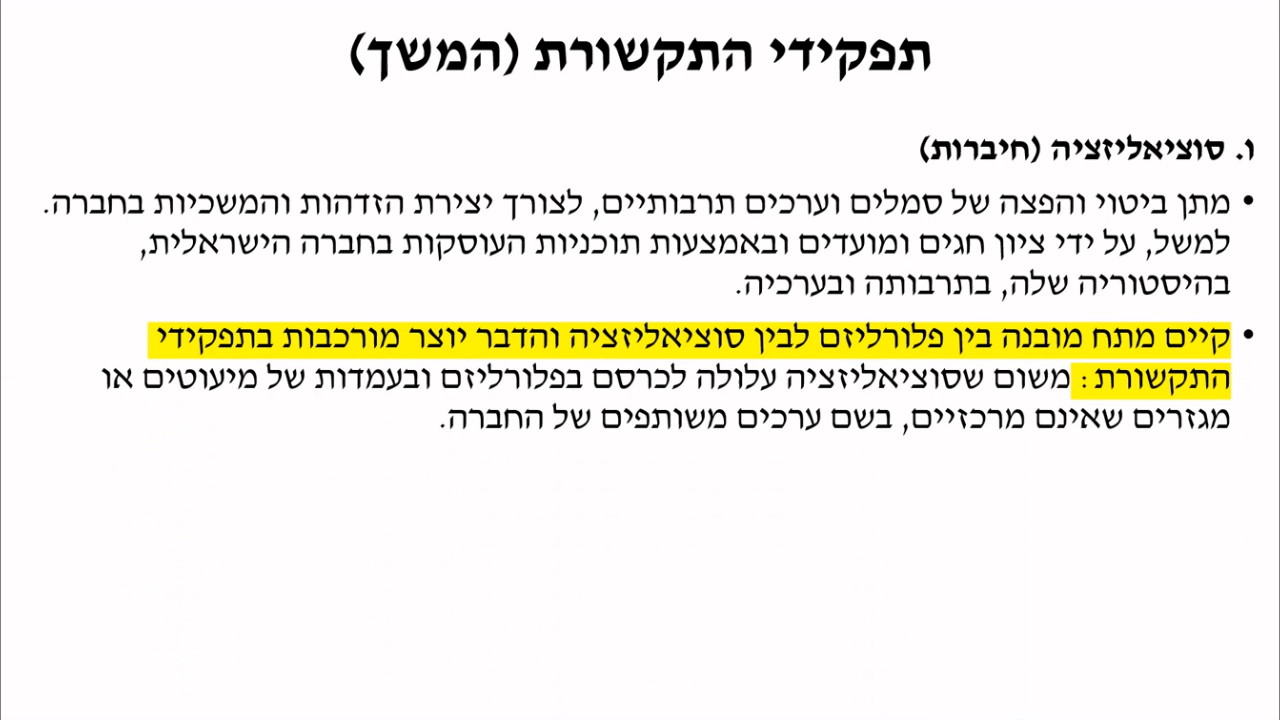 תפקידי התקשורת (המשך)
ו. סוציאליזציה (חיברות)
• מתן ביטוי והפצה של סמלים וערכים תרבותיים, לצורך יצירת הזדהות והמשכיות בחברה.
למשל, על ידי ציון חגים ומועדים ובאמצעות תוכניות העוסקות בחברה הישראלית,
בהיסטוריה שלה, בתרבותה ובערכיה.
• קיים מתח מובנה בין פלורליזם לבין סוציאליזציה והדבר יוצר מורכבות בתפקידי
התקשורת: משום שסוציאליזציה עלולה לכרסם בפלורליזם ובעמדות של מיעוטים או
מגזרים שאינם מרכזיים, בשם ערכים משותפים של החברה.